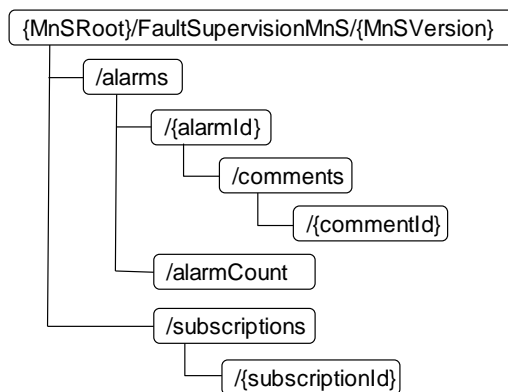 {MnSRoot}/FaultSupervisionMnS/{MnSVersion}
/alarms
/{alarmId}
/comments
/{commentId}
/alarmCount
/subscriptions
/{subscriptionId}